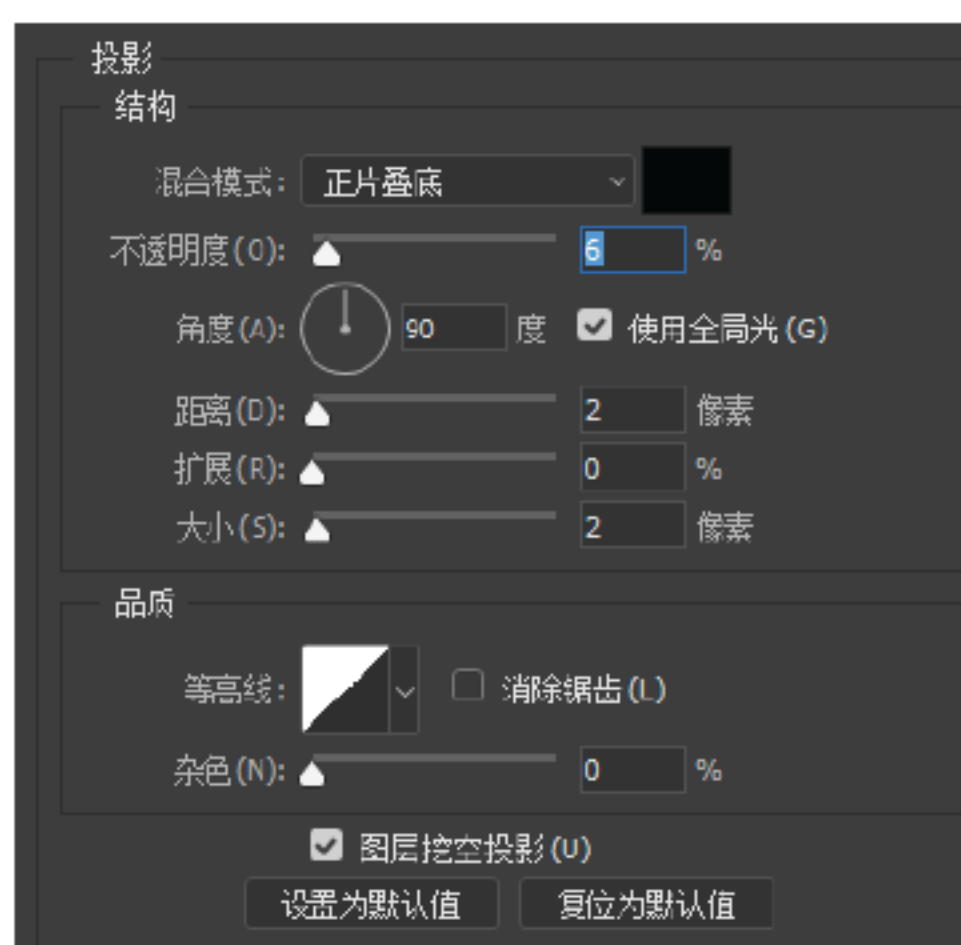 投影
结构
混合模式: 正片叠底
不透明度(O): 6 %
角度(A): 90 度 使用全局光(G)
距离(D): 2 像素
扩展(R): 0 %
大小(S): 2 像素
品质
等高线: 消除锯齿(L)
杂色(N): 0 %
图层挖空投影(U)
设置为默认值 复位为默认值